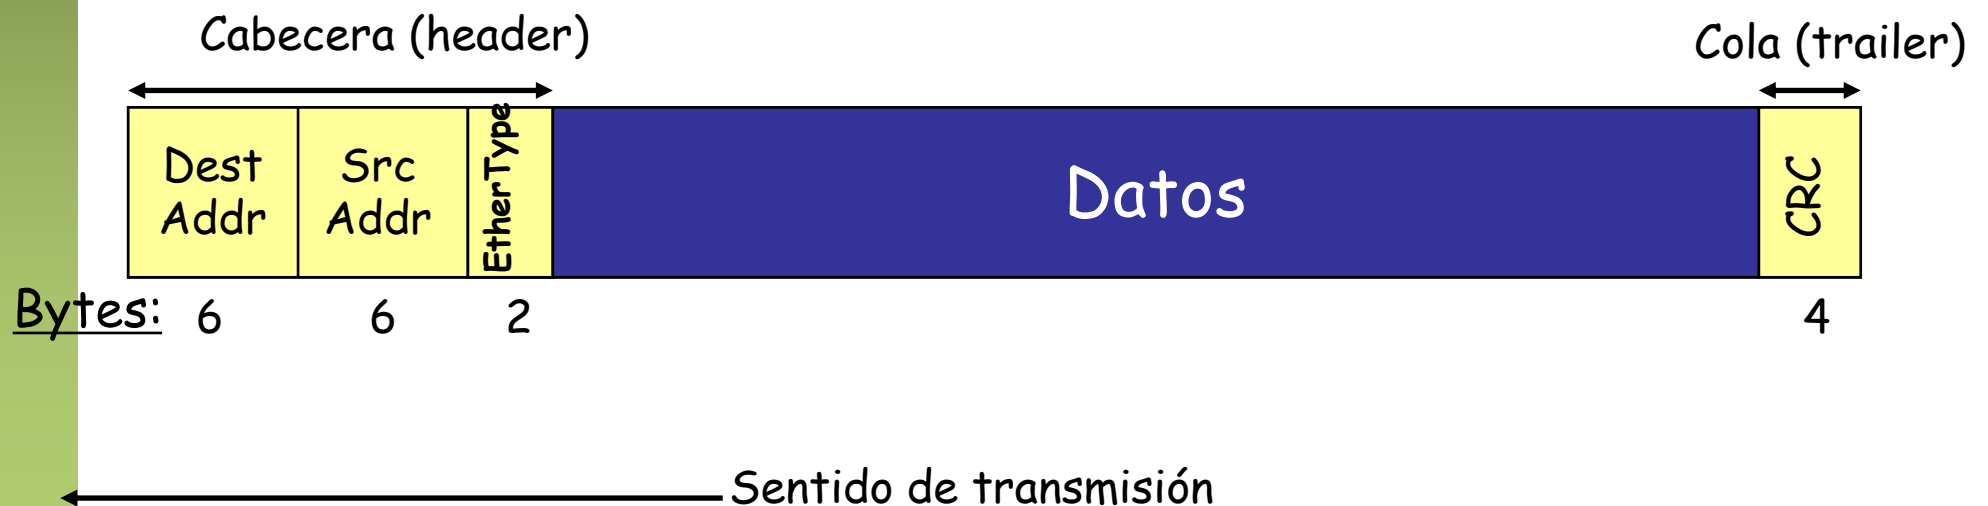 Cabecera (header)
Cola (trailer)
Dest
Addr
Src
Addr
EtherType
Datos
CRC
Bytes: 6 6 2 4
Sentido de transmisión